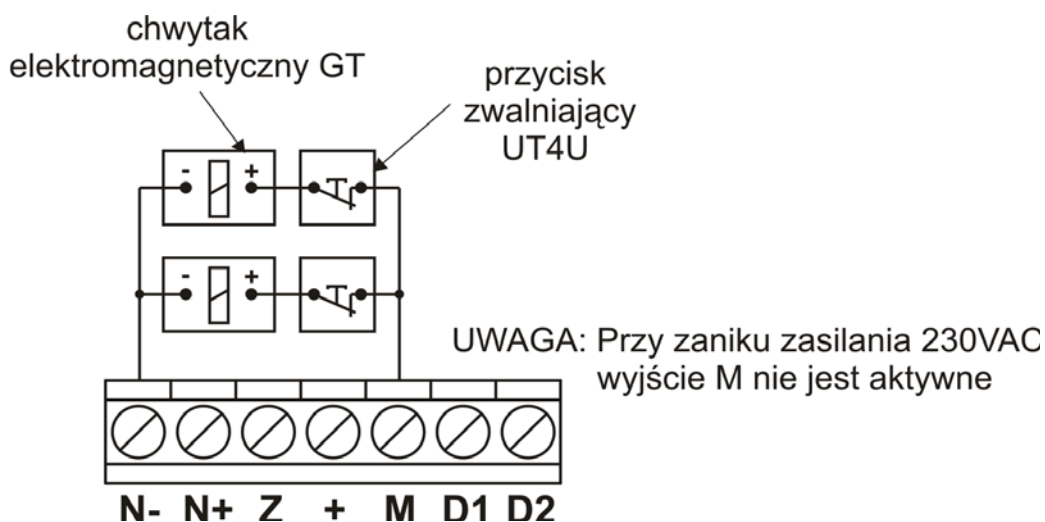 chwytak
elektromagnetyczny GT
przycisk
zwalniający
UT4U
- +
- +
UWAGA: Przy zaniku zasilania 230VAC
wyjście M nie jest aktywne
N- N+ Z + M D1 D2